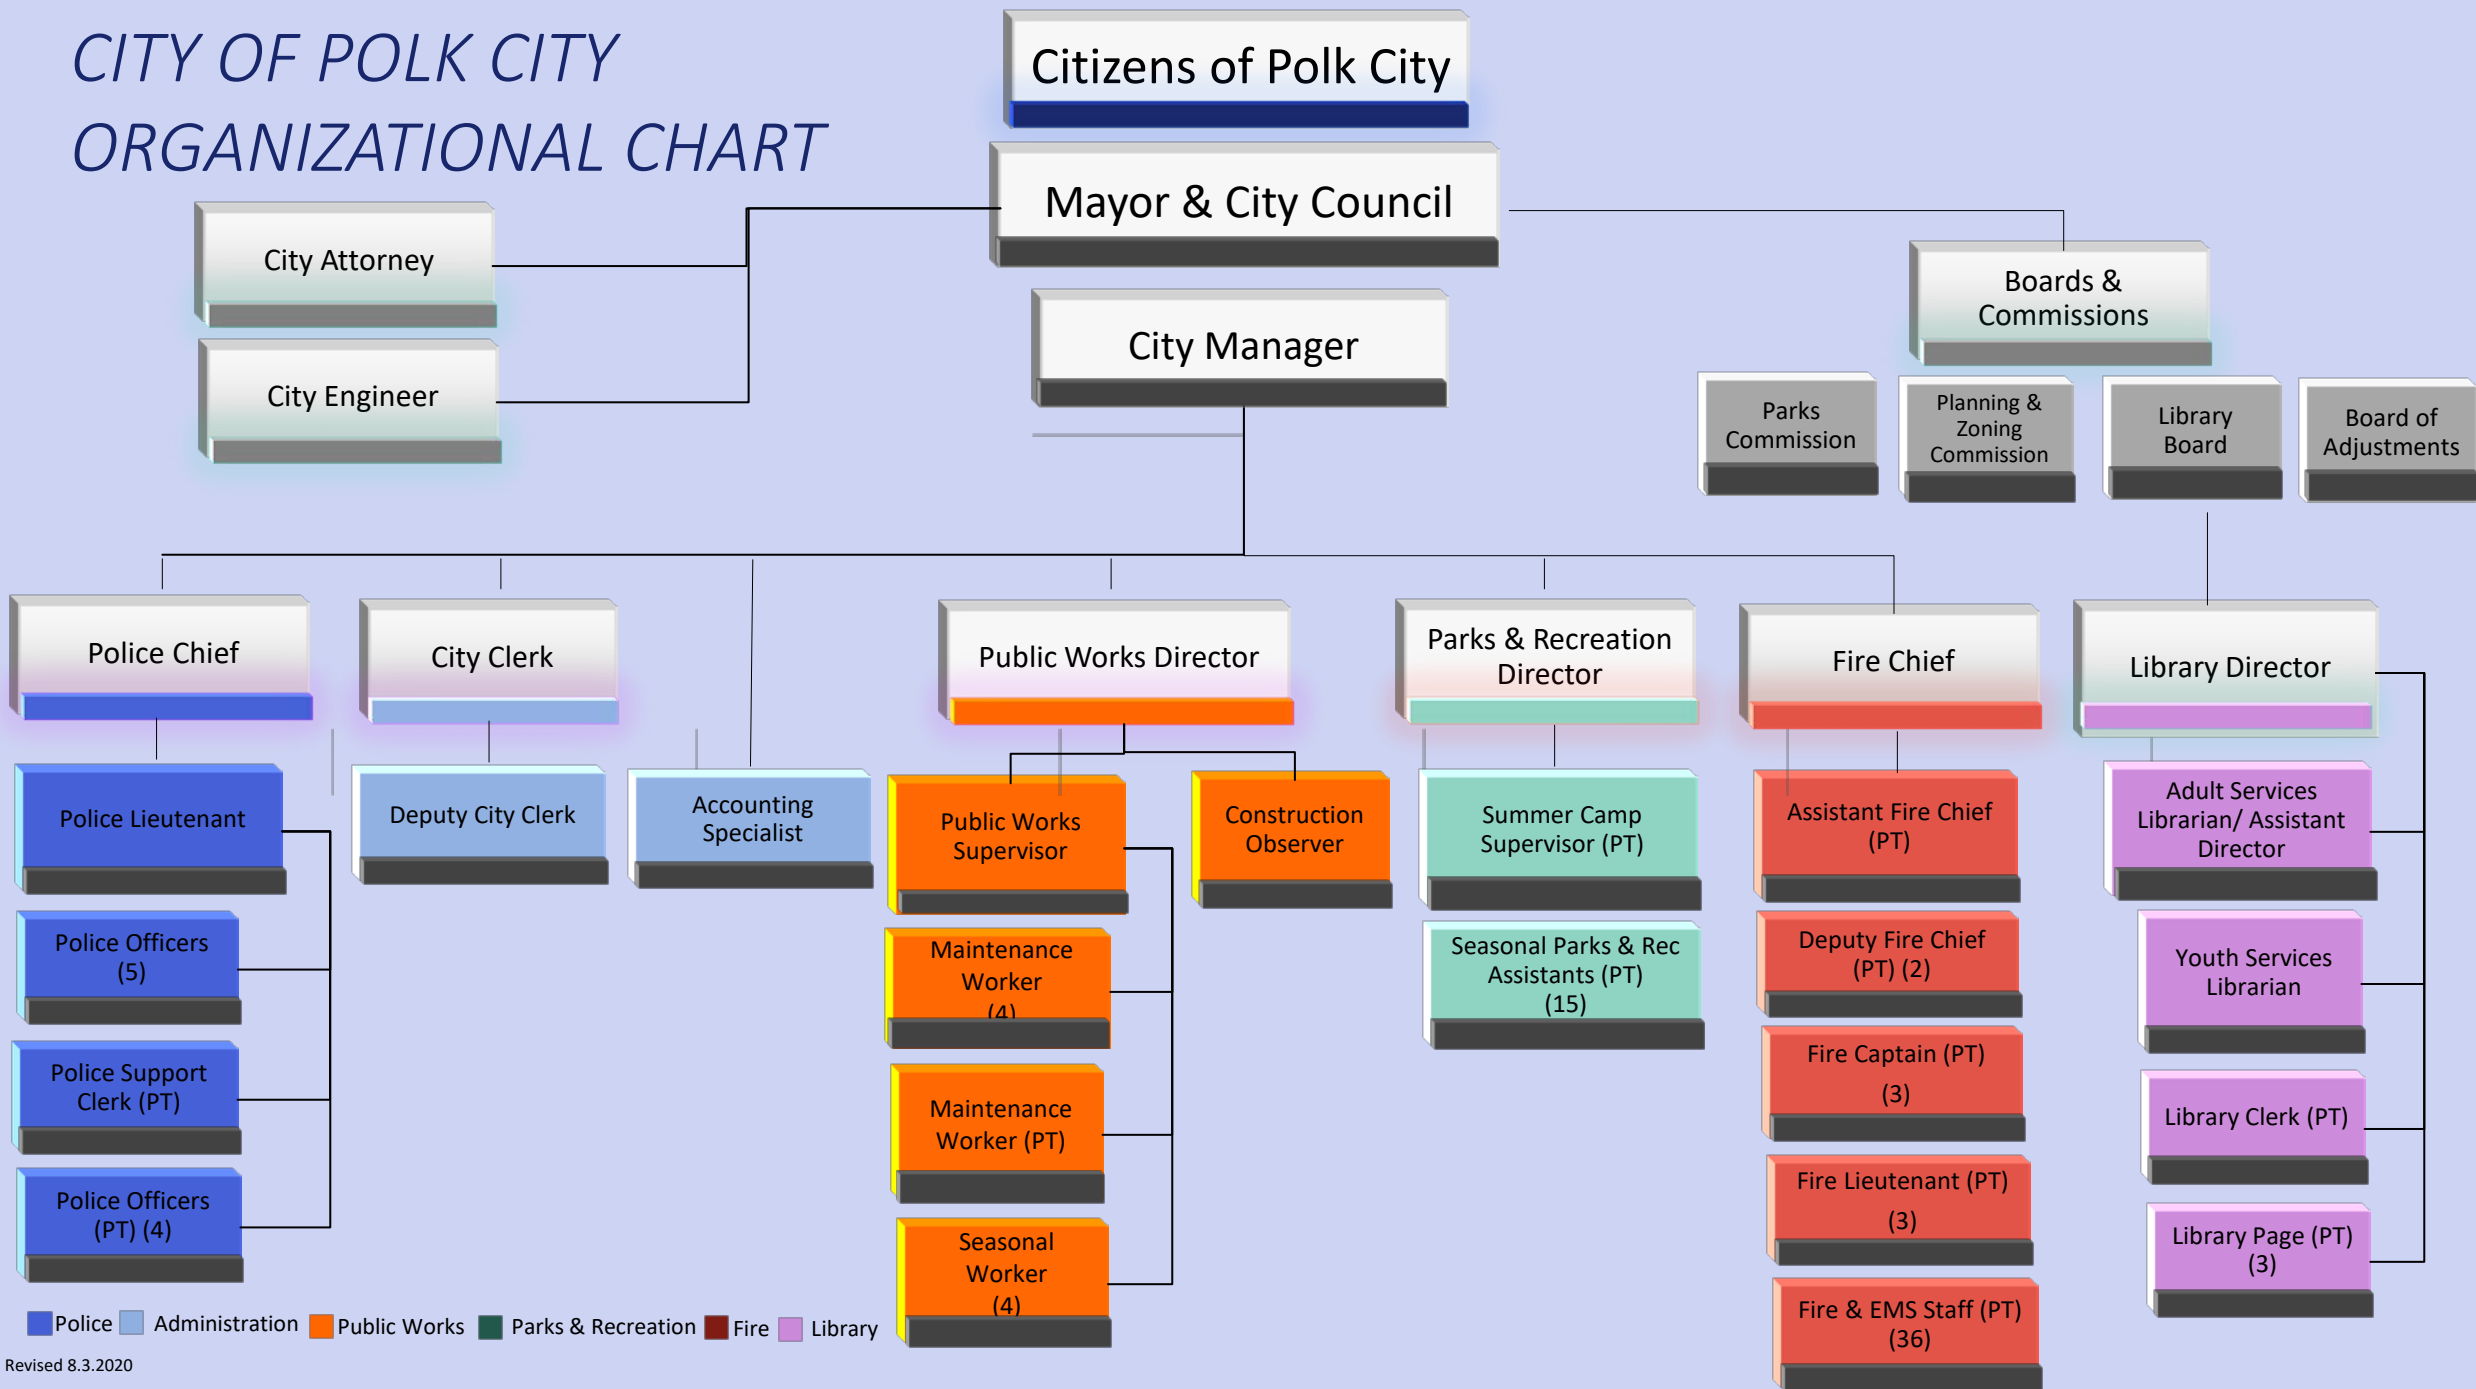 CITY OF POLK CITY
ORGANIZATIONAL CHART
Citizens of Polk City
Mayor & City Council
City Attorney
City Engineer
City Manager
Boards &
Commissions
Parks
Commission
Planning &
Zoning
Commission
Library
Board
Board of
Adjustments
Police Chief
City Clerk
Public Works Director
Parks & Recreation
Director
Fire Chief
Library Director
Police Lieutenant
Police Officers
(5)
Police Support
Clerk (PT)
Police Officers
(PT) (4)
Deputy City Clerk
Accounting
Specialist
Public Works
Supervisor
Construction
Observer
Maintenance
Worker
(4)
Maintenance
Worker (PT)
Seasonal
Worker
(4)
Summer Camp
Supervisor (PT)
Seasonal Parks & Rec
Assistants (PT)
(15)
Assistant Fire Chief
(PT)
Deputy Fire Chief
(PT) (2)
Fire Captain (PT)
(3)
Fire Lieutenant (PT)
(3)
Fire & EMS Staff (PT)
(36)
Adult Services
Librarian/ Assistant
Director
Youth Services
Librarian
Library Clerk (PT)
Library Page (PT)
(3)
Police Administration Public Works Parks & Recreation Fire Library
Revised 8.3.2020